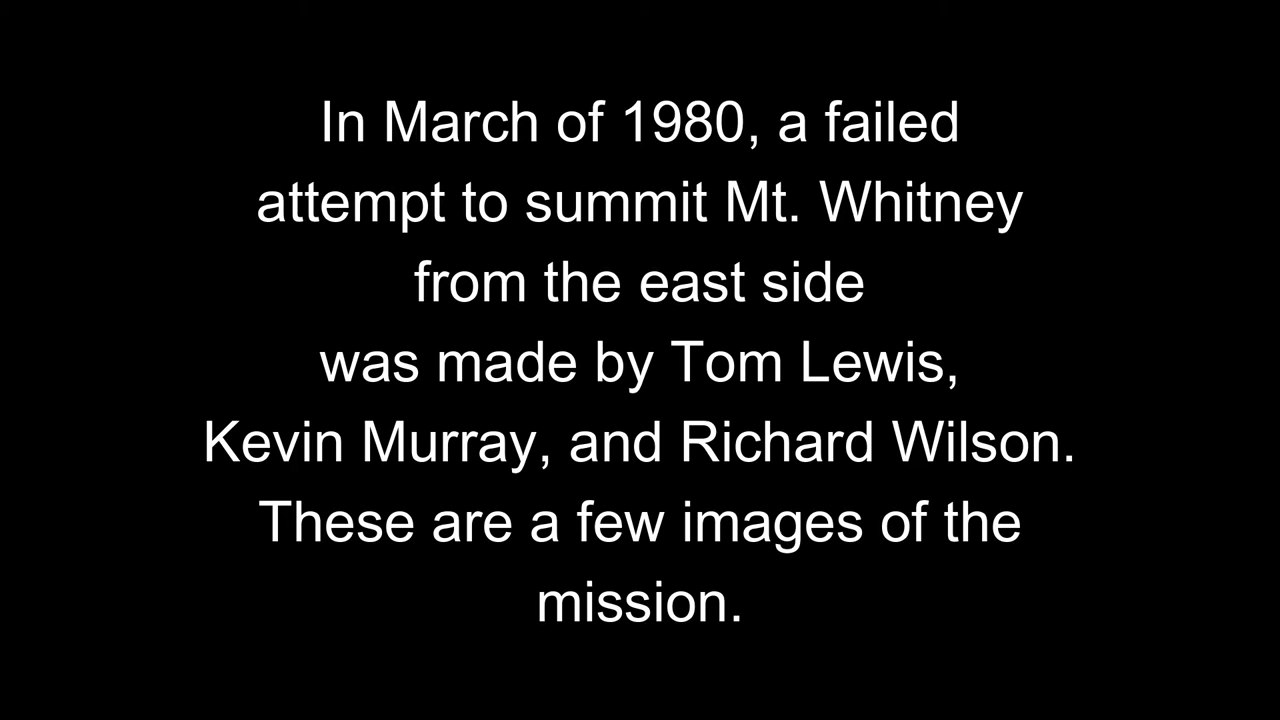 In March of 1980, a failed
attempt to summit Mt. Whitney
from the east side
was made by Tom Lewis,
Kevin Murray, and Richard Wilson.
These are a few images of the
mission.